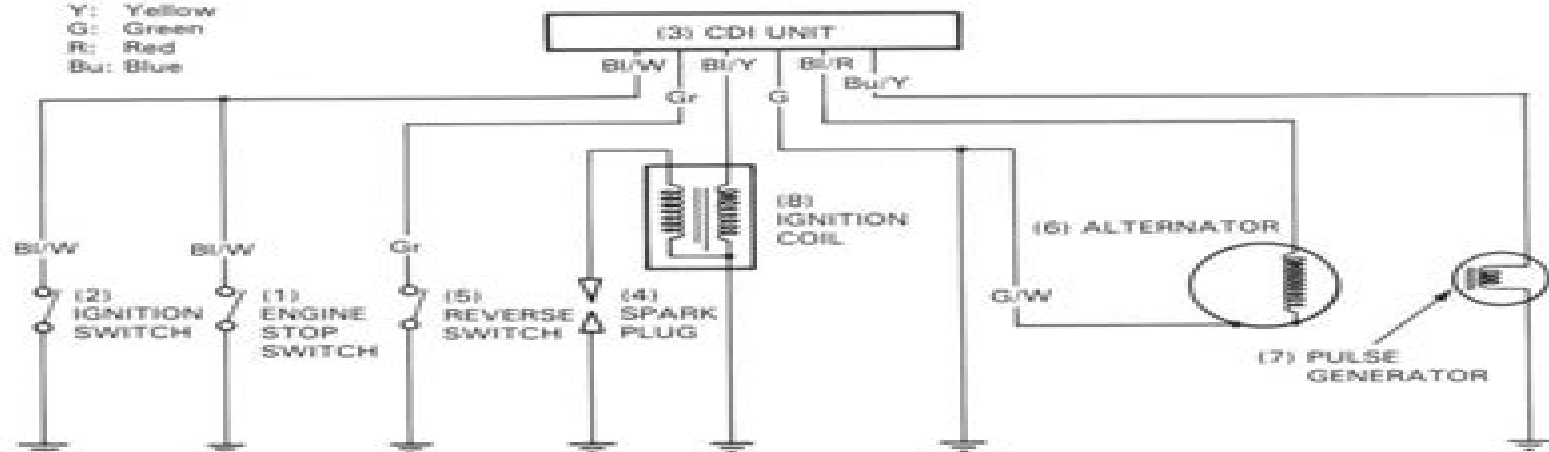 Y: Yellow
G: Green
R: Red
Bu: Blue
(3) CDI UNIT
Bl/W
Bl/Y
Bl/R
Bu/Y
Gr
G
Bl/W
Bl/W
Gr
(8)
IGNITION
COIL
(6) ALTERNATOR
G/W
(2)
IGNITION
SWITCH
(1)
ENGINE
STOP
SWITCH
(5)
REVERSE
SWITCH
(4)
SPARK
PLUG
(7) PULSE
GENERATOR